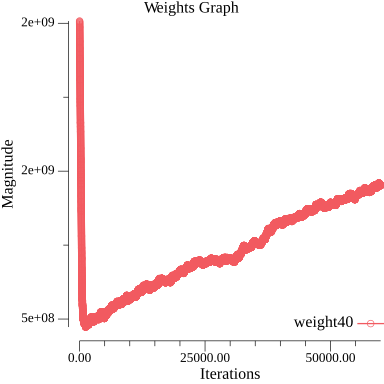 Weights Graph
2e+09
2e+09
5e+08
Magnitude
weight40
0.00
25000.00
50000.00
Iterations